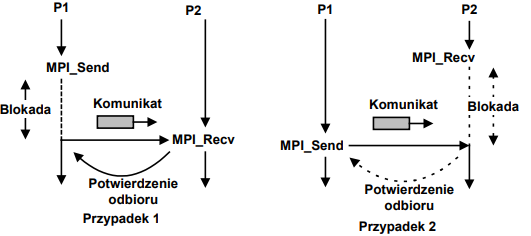 P1
P2
MPI_Send
Blokada
Komunikat
MPI_Recv
Potwierdzenie
odbioru
Przypadek 1
P1
P2
MPI_Recv
Komunikat
Blokada
MPI_Send
Potwierdzenie
odbioru
Przypadek 2